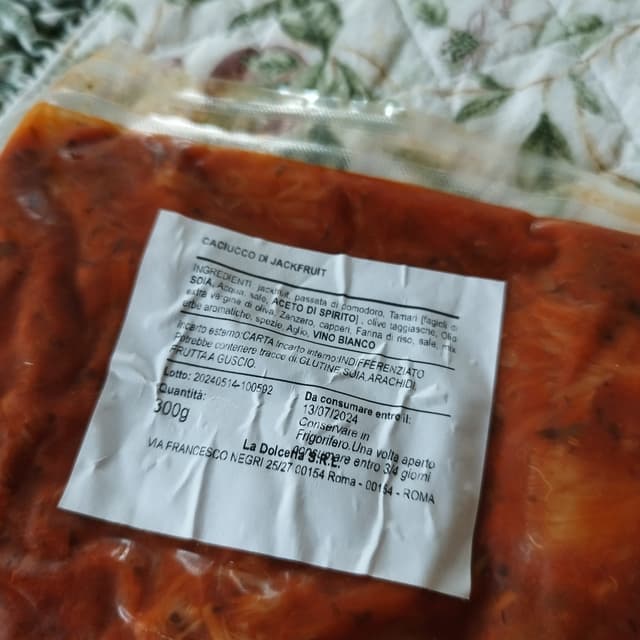 CACIUCCO DI JACKFRUIT
INGREDIENTI: jackfruit, passata di pomodoro, Tamari [fagioli di
SOIA, Acqua, sale, ACETO DI SPIRITO], olive taggiasche, Olio
extra vergine di oliva, Zenzero, capperi, Farina di riso, sale, mix
erbe aromatiche, spezie, Aglio, VINO BIANCO
Incarto esterno:CARTA Incarto interno:INDIFFERENZIATO
Potrebbe contenere tracce di GLUTINE,SOIA,ARACHIDI,
FRUTTA A GUSCIO.
Lotto: 20240514-100592
Quantità:
300g
Da consumare entro il:
13/07/2024
Conservare in
Frigorifero.Una volta aperto
consumare entro 3/4 giorni
La Dolceria S.R.L.
VIA FRANCESCO NEGRI 25/27 00154 Roma - 00154 - ROMA